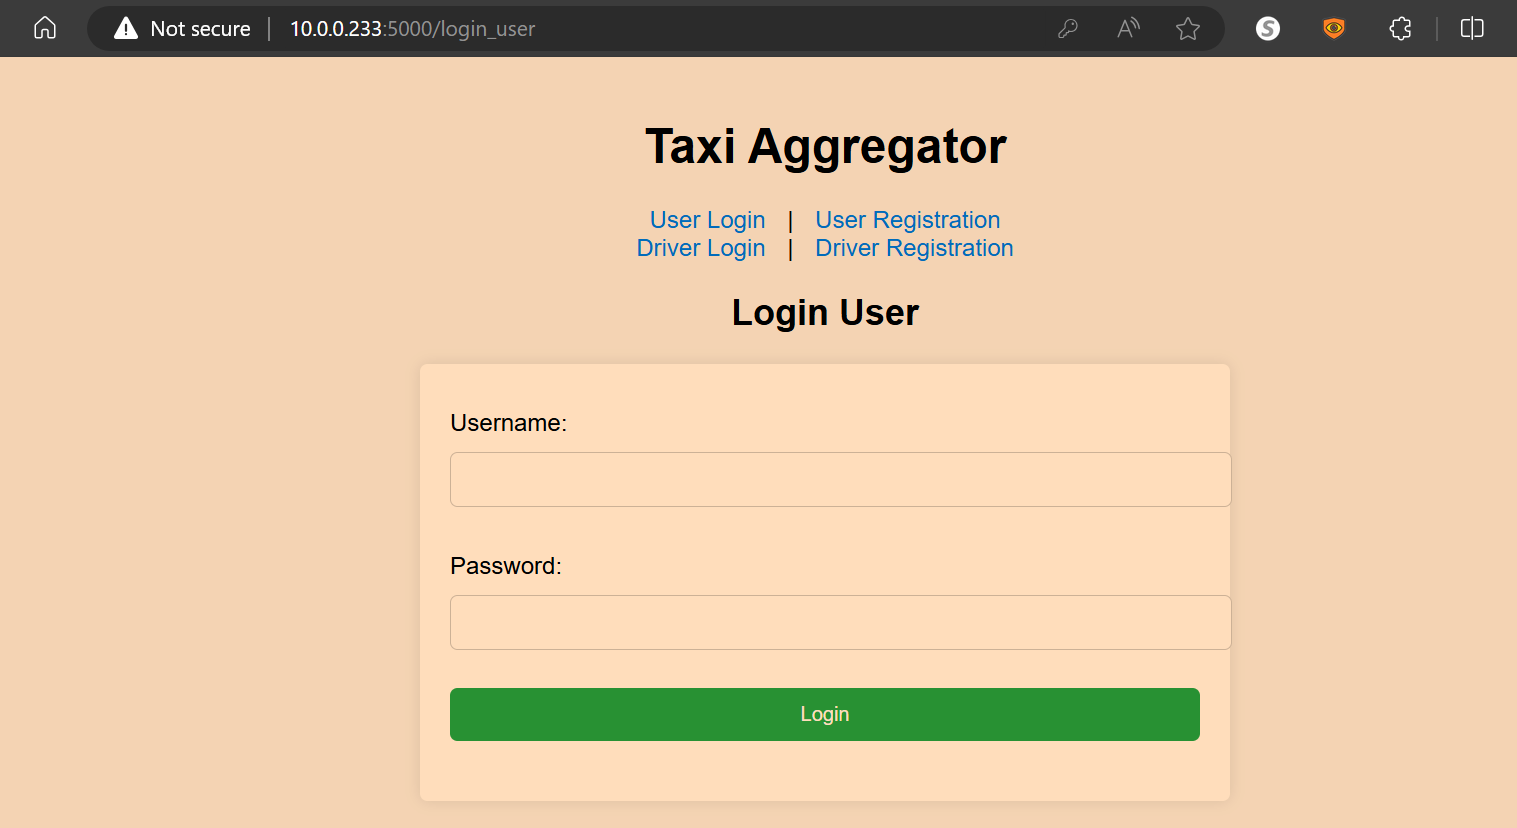 Not secure | 10.0.0.233:5000/login_user
Taxi Aggregator
User Login | User Registration
Driver Login | Driver Registration
Login User
Username:
Password:
Login